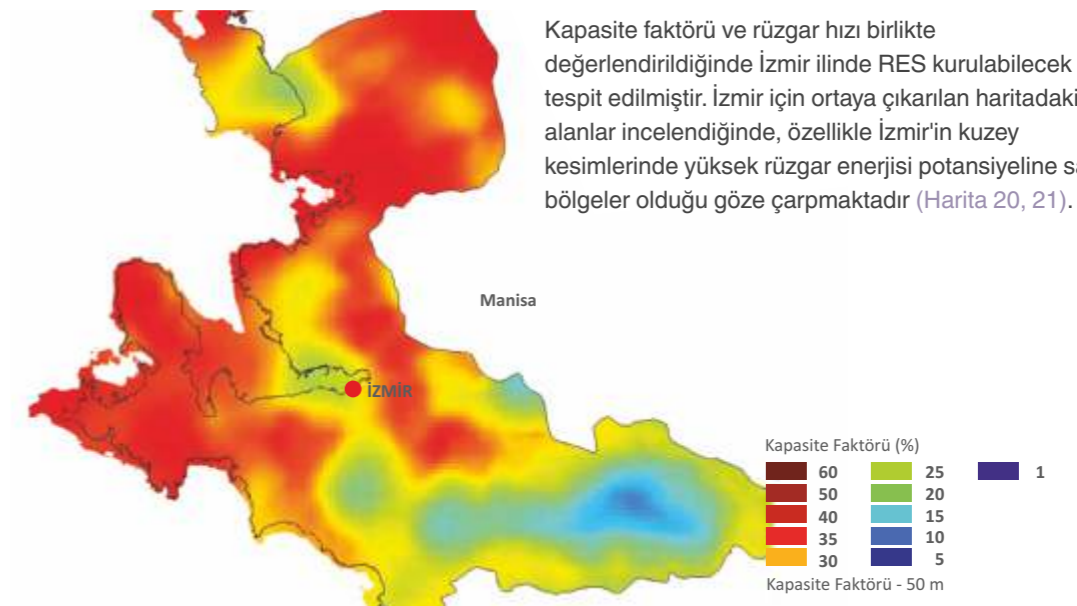 Kapasite faktörü ve rüzgar hızı birlikte
değerlendirildiğinde İzmir ilinde RES kurulabilecek
tespit edilmiştir. İzmir için ortaya çıkarılan haritadaki
alanlar incelendiğinde, özellikle İzmir'in kuzey
kesimlerinde yüksek rüzgar enerjisi potansiyeline
bölgeler olduğu göze çarpmaktadır (Harita 20, 21).
Manisa
İZMİR
Kapasite Faktörü (%)
60 25 1
50 20
40 15
35 10
30 5
Kapasite Faktörü - 50 m